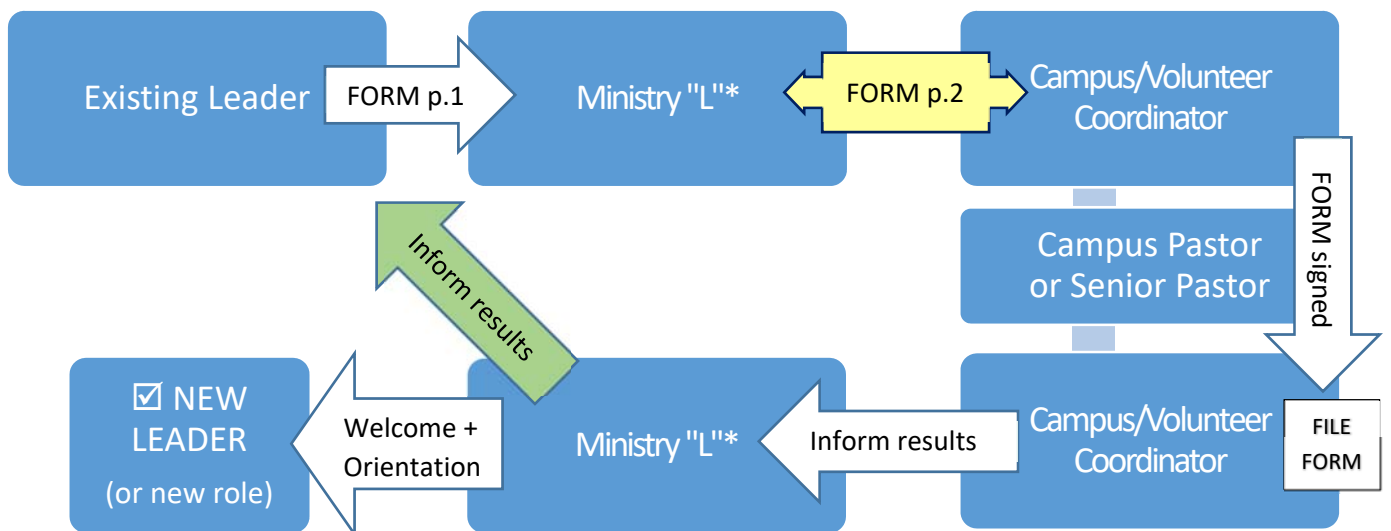 Existing Leader
FORM p.1
Ministry "L"*
FORM p.2
Campus/Volunteer
Coordinator
FORM signed
Campus Pastor
or Senior Pastor
Inform results
☑ NEW
LEADER
(or new role)
Welcome +
Orientation
Ministry "L"*
Inform results
Campus/Volunteer
Coordinator
FILE
FORM